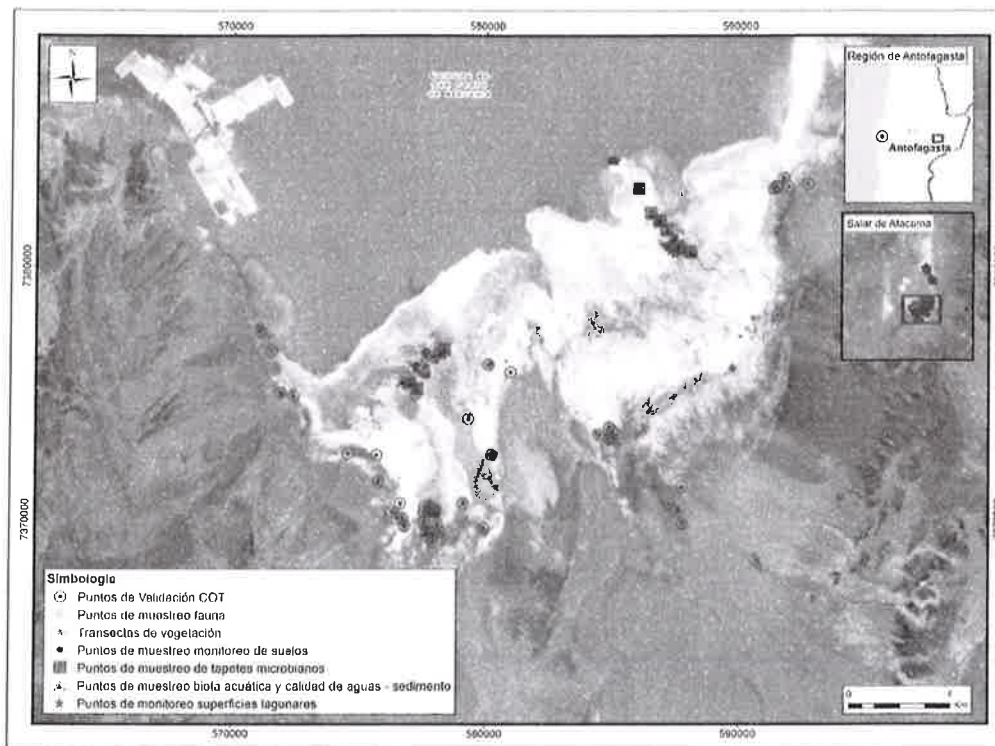 570000 580000 590000
N
Región de Antofagasta
Antofagasta
7380000
Salar de Atacama
7370000
Simbología
Puntos de Validación COT
Puntos de muestreo fauna
Transectos de vegetación
Puntos de muestreo monitoreo de suelos
Puntos de muestreo de tapetes microbianos
Puntos de muestreo biota acuática y calidad de aguas - sedimento
Puntos de monitoreo superficies lagunares
0
Km
570000 580000 590000